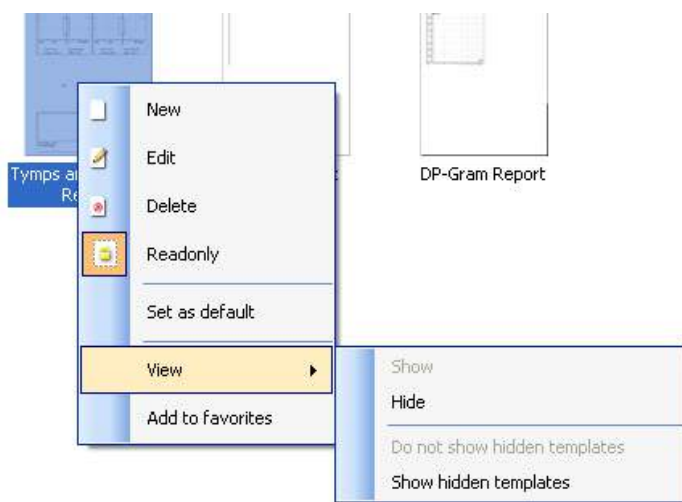 Tymps a
Re
DP-Gram Report
New
Edit
Delete
Readonly
Set as default
View
Add to favorites
Show
Hide
Do not show hidden templates
Show hidden templates